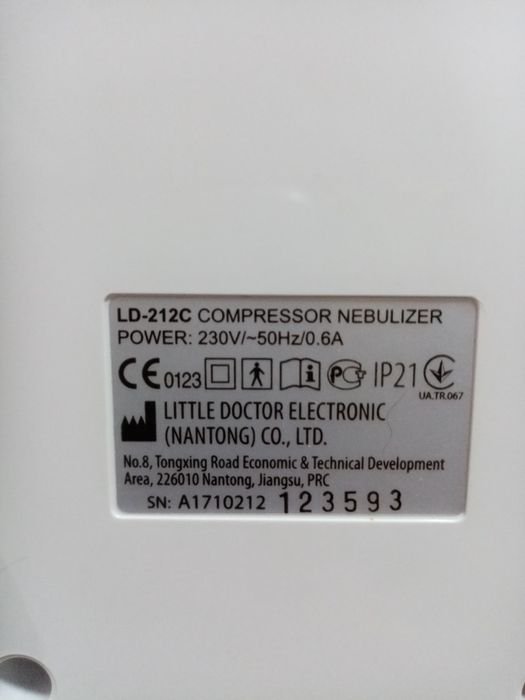 LD-212C COMPRESSOR NEBULIZER
POWER: 230V/~50Hz/0.6A
CE 0123 i РСТ IP21
UA.TR.067
LITTLE DOCTOR ELECTRONIC
(NANTONG) CO., LTD.
No.8, Tongxing Road Economic & Technical Development
Area, 226010 Nantong, Jiangsu, PRC
SN: A1710212 123593